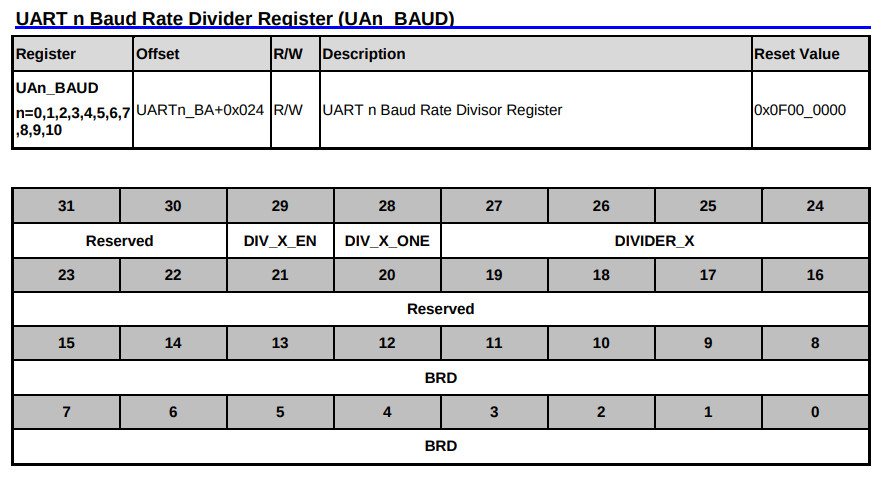 UART n Baud Rate Divider Register (UAn_BAUD)
Register Offset R/W Description Reset Value
UAn_BAUD
n=0,1,2,3,4,5,6,7
,8,9,10
UARTn_BA+0x024 R/W UART n Baud Rate Divisor Register 0x0F00_0000
31 30 29 28 27 26 25 24
Reserved DIV_X_EN DIV_X_ONE DIVIDER_X
23 22 21 20 19 18 17 16
Reserved
15 14 13 12 11 10 9 8
BRD
7 6 5 4 3 2 1 0
BRD